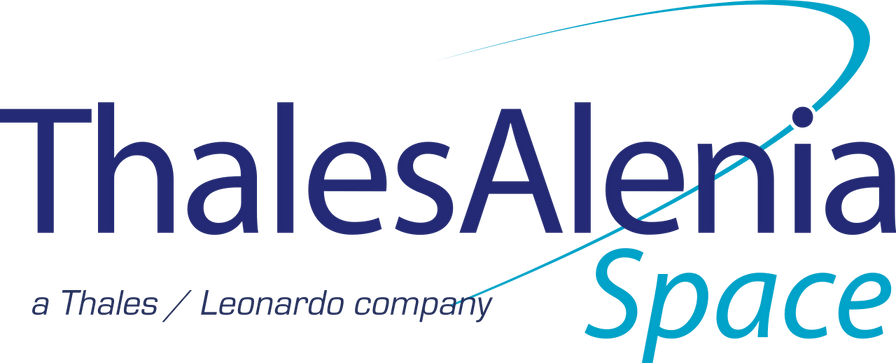 ThalesAlenia
Space
a Thales / Leonardo company